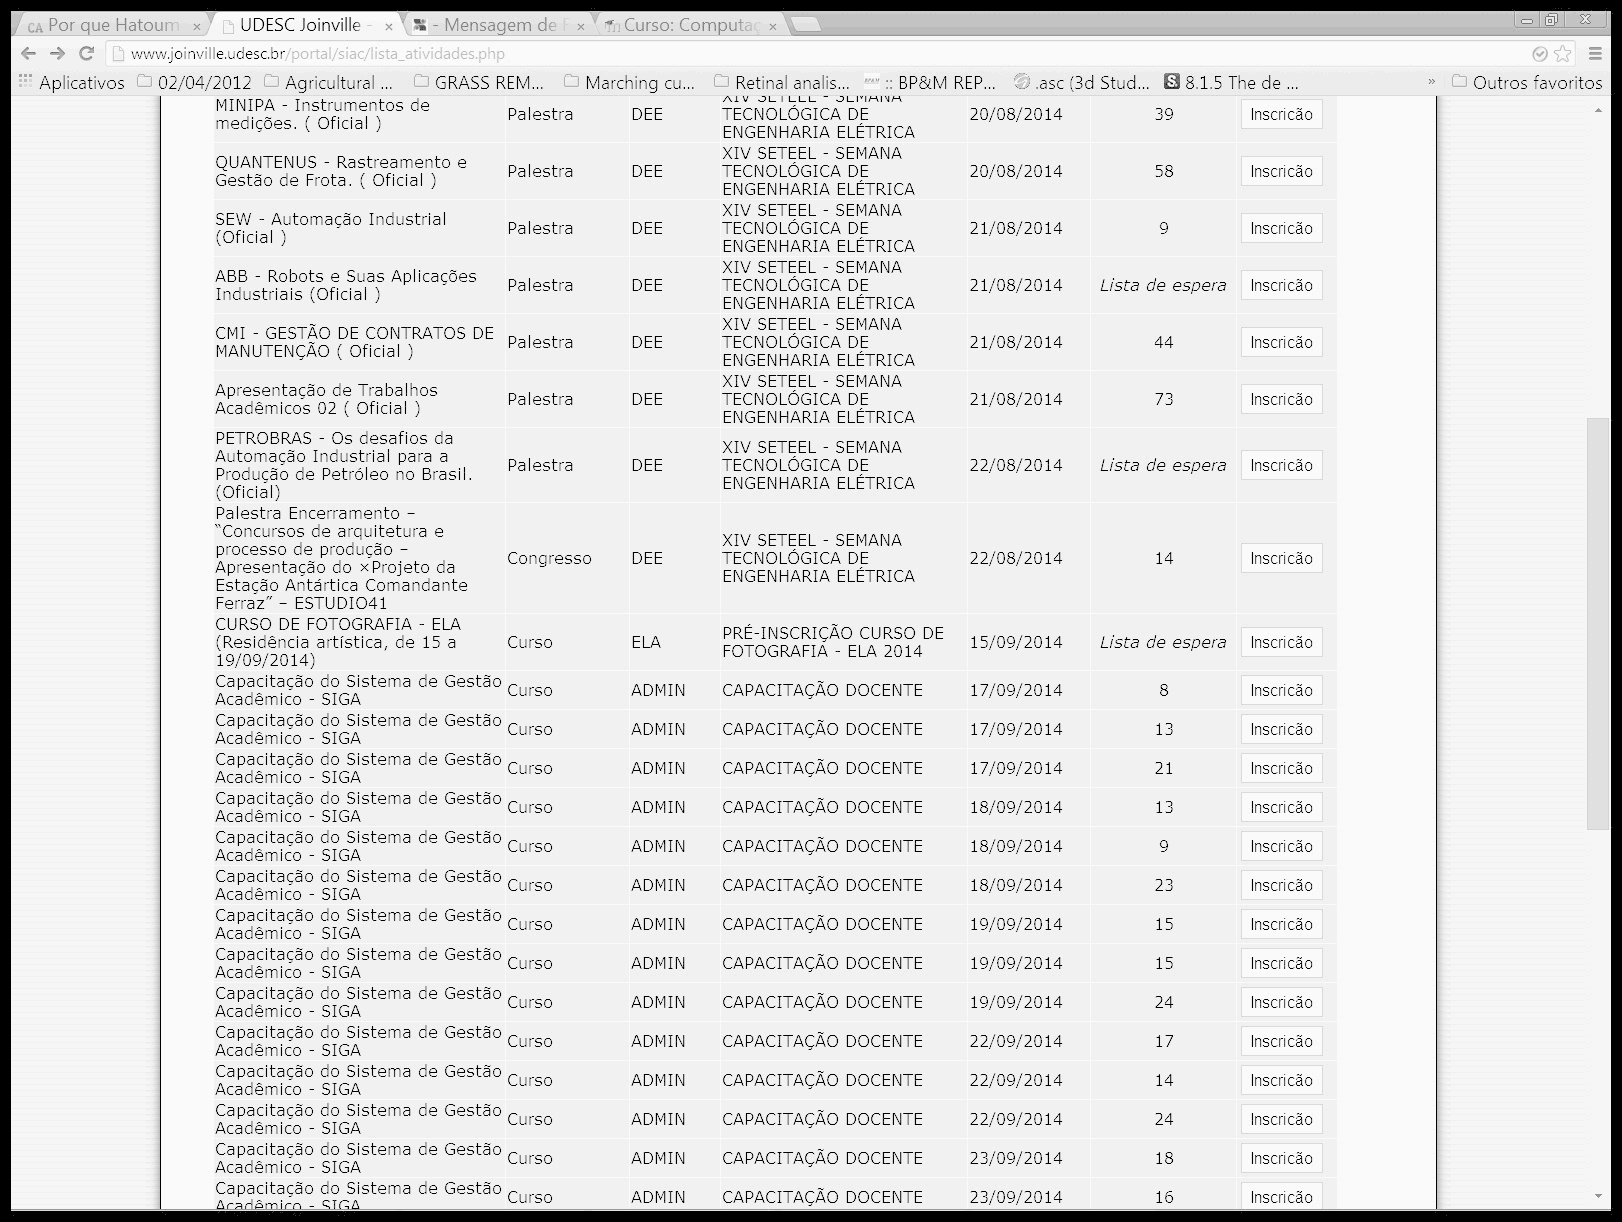 CA Por que Hatoum
UDESC Joinville -
- Mensagem de
Curso: Computaç
www.joinville.udesc.br/portal/siac/lista_atividades.php
Aplicativos 02/04/2012 Agricultural ... GRASS REM... Marching cu... Retinal analis... :: BP&M REP... .asc (3d Stud... 8.1.5 The de ... » Outros favoritos
MINIPA - Instrumentos de
medições. ( Oficial )
Palestra
DEE
XIV SETEEL - SEMANA
TECNOLÓGICA DE
ENGENHARIA ELÉTRICA
20/08/2014
39
Inscricão
QUANTENUS - Rastreamento e
Gestão de Frota. ( Oficial )
Palestra
DEE
XIV SETEEL - SEMANA
TECNOLÓGICA DE
ENGENHARIA ELÉTRICA
20/08/2014
58
Inscricão
SEW - Automação Industrial
(Oficial )
Palestra
DEE
XIV SETEEL - SEMANA
TECNOLÓGICA DE
ENGENHARIA ELÉTRICA
21/08/2014
9
Inscricão
ABB - Robots e Suas Aplicações
Industriais (Oficial )
Palestra
DEE
XIV SETEEL - SEMANA
TECNOLÓGICA DE
ENGENHARIA ELÉTRICA
21/08/2014
Lista de espera
Inscricão
CMI - GESTÃO DE CONTRATOS DE
MANUTENÇÃO ( Oficial )
Palestra
DEE
XIV SETEEL - SEMANA
TECNOLÓGICA DE
ENGENHARIA ELÉTRICA
21/08/2014
44
Inscricão
Apresentação de Trabalhos
Acadêmicos 02 ( Oficial )
Palestra
DEE
XIV SETEEL - SEMANA
TECNOLÓGICA DE
ENGENHARIA ELÉTRICA
21/08/2014
73
Inscricão
PETROBRAS - Os desafios da
Automação Industrial para a
Produção de Petróleo no Brasil.
(Oficial)
Palestra
DEE
XIV SETEEL - SEMANA
TECNOLÓGICA DE
ENGENHARIA ELÉTRICA
22/08/2014
Lista de espera
Inscricão
Palestra Encerramento –
“Concursos de arquitetura e
processo de produção –
Apresentação do ×Projeto da
Estação Antártica Comandante
Ferraz” – ESTUDIO41
Congresso
DEE
XIV SETEEL - SEMANA
TECNOLÓGICA DE
ENGENHARIA ELÉTRICA
22/08/2014
14
Inscricão
CURSO DE FOTOGRAFIA - ELA
(Residência artística, de 15 a
19/09/2014)
Curso
ELA
PRÉ-INSCRIÇÃO CURSO DE
FOTOGRAFIA - ELA 2014
15/09/2014
Lista de espera
Inscricão
Capacitação do Sistema de Gestão
Acadêmico - SIGA
Curso ADMIN CAPACITAÇÃO DOCENTE 17/09/2014 8 Inscricão
Capacitação do Sistema de Gestão
Acadêmico - SIGA
Curso ADMIN CAPACITAÇÃO DOCENTE 17/09/2014 13 Inscricão
Capacitação do Sistema de Gestão
Acadêmico - SIGA
Curso ADMIN CAPACITAÇÃO DOCENTE 17/09/2014 21 Inscricão
Capacitação do Sistema de Gestão
Acadêmico - SIGA
Curso ADMIN CAPACITAÇÃO DOCENTE 18/09/2014 13 Inscricão
Capacitação do Sistema de Gestão
Acadêmico - SIGA
Curso ADMIN CAPACITAÇÃO DOCENTE 18/09/2014 9 Inscricão
Capacitação do Sistema de Gestão
Acadêmico - SIGA
Curso ADMIN CAPACITAÇÃO DOCENTE 18/09/2014 23 Inscricão
Capacitação do Sistema de Gestão
Acadêmico - SIGA
Curso ADMIN CAPACITAÇÃO DOCENTE 19/09/2014 15 Inscricão
Capacitação do Sistema de Gestão
Acadêmico - SIGA
Curso ADMIN CAPACITAÇÃO DOCENTE 19/09/2014 15 Inscricão
Capacitação do Sistema de Gestão
Acadêmico - SIGA
Curso ADMIN CAPACITAÇÃO DOCENTE 19/09/2014 24 Inscricão
Capacitação do Sistema de Gestão
Acadêmico - SIGA
Curso ADMIN CAPACITAÇÃO DOCENTE 22/09/2014 17 Inscricão
Capacitação do Sistema de Gestão
Acadêmico - SIGA
Curso ADMIN CAPACITAÇÃO DOCENTE 22/09/2014 14 Inscricão
Capacitação do Sistema de Gestão
Acadêmico - SIGA
Curso ADMIN CAPACITAÇÃO DOCENTE 22/09/2014 24 Inscricão
Capacitação do Sistema de Gestão
Acadêmico - SIGA
Curso ADMIN CAPACITAÇÃO DOCENTE 23/09/2014 18 Inscricão
Capacitação do Sistema de Gestão
Acadêmico - SIGA
Curso ADMIN CAPACITAÇÃO DOCENTE 23/09/2014 16 Inscricão